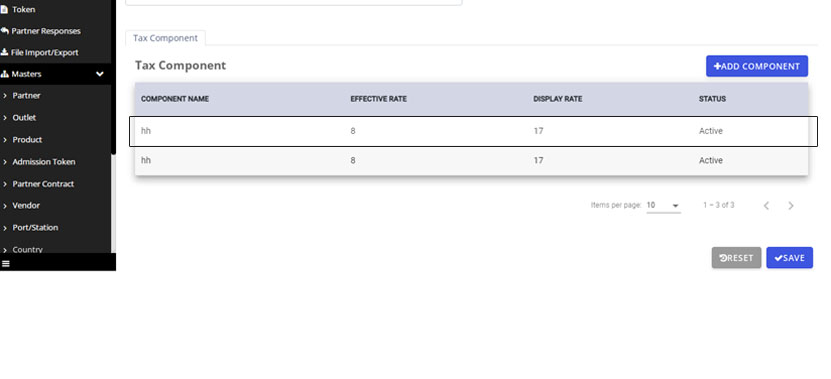 Token
Partner Responses
File Import/Export
Masters
Partner
Outlet
Product
Admission Token
Partner Contract
Vendor
Port/Station
Country
Tax Component
Tax Component
+ADD COMPONENT
COMPONENT NAME EFFECTIVE RATE DISPLAY RATE STATUS
hh 8 17 Active
hh 8 17 Active
Items per page: 10 1 – 3 of 3
RESET SAVE